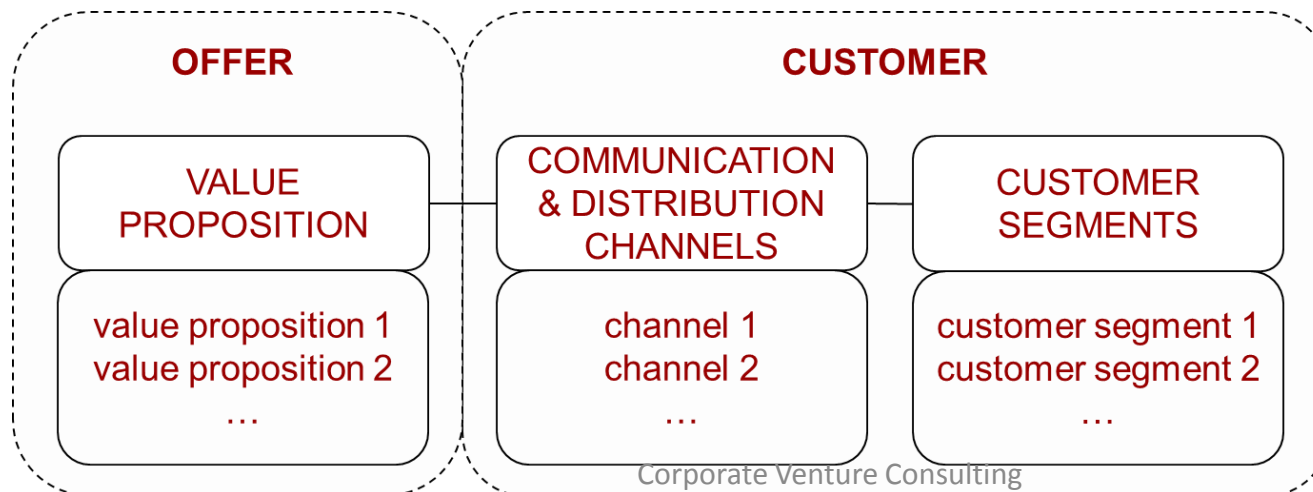 OFFER
CUSTOMER
VALUE
PROPOSITION
COMMUNICATION
& DISTRIBUTION
CHANNELS
CUSTOMER
SEGMENTS
value proposition 1
value proposition 2
...
channel 1
channel 2
...
customer segment 1
customer segment 2
...
Corporate Venture Consulting